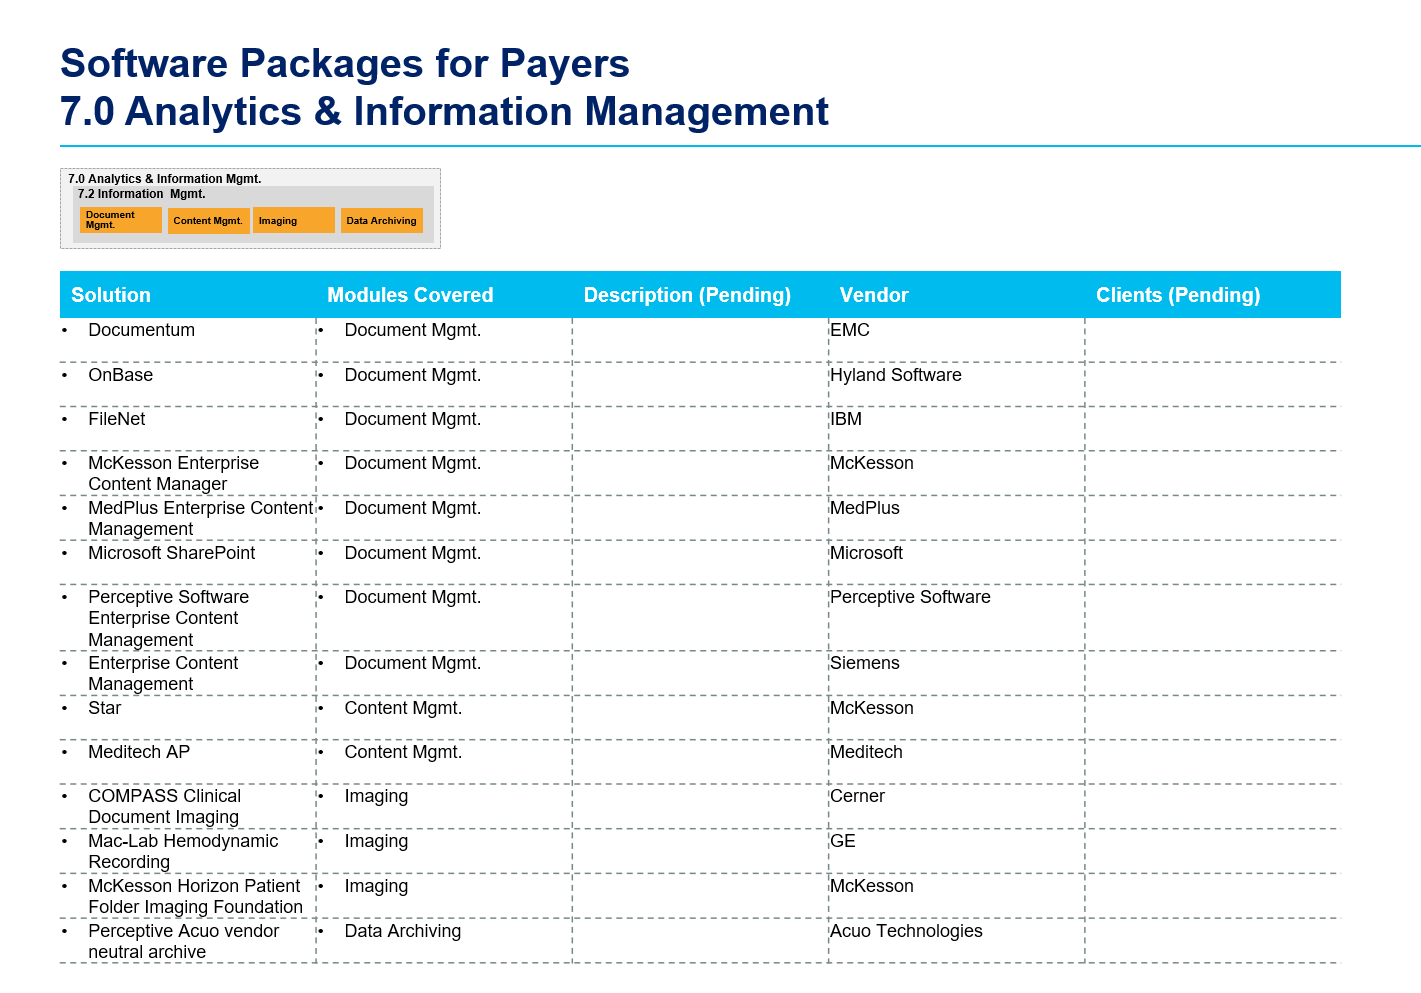 Software Packages for Payers
7.0 Analytics & Information Management
7.0 Analytics & Information Mgmt.
7.2 Information  Mgmt.
Document
Mgmt.
Content Mgmt.
Imaging
Data Archiving
Solution Modules Covered Description (Pending) Vendor Clients (Pending)
• Documentum • Document Mgmt. EMC
• OnBase • Document Mgmt. Hyland Software
• FileNet • Document Mgmt. IBM
• McKesson Enterprise • Document Mgmt. McKesson
Content Manager
• MedPlus Enterprise Content • Document Mgmt. MedPlus
Management
• Microsoft SharePoint • Document Mgmt. Microsoft
• Perceptive Software • Document Mgmt. Perceptive Software
Enterprise Content
Management
• Enterprise Content • Document Mgmt. Siemens
Management
• Star • Content Mgmt. McKesson
• Meditech AP • Content Mgmt. Meditech
• COMPASS Clinical • Imaging Cerner
Document Imaging
• Mac-Lab Hemodynamic • Imaging GE
Recording
• McKesson Horizon Patient • Imaging McKesson
Folder Imaging Foundation
• Perceptive Acuo vendor • Data Archiving Acuo Technologies
neutral archive